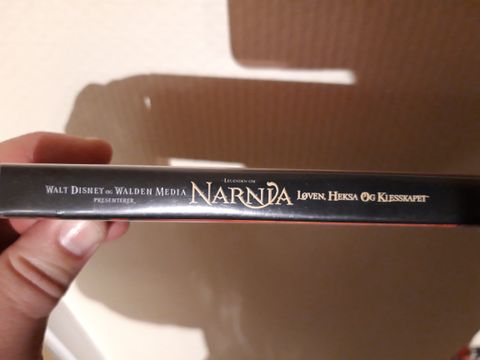 WALT DISNEY OG WALDEN MEDIA
PRESENTERER
LEGENDEN OM
NARNIA
LØVEN, HEKSA OG KLESSKAPET